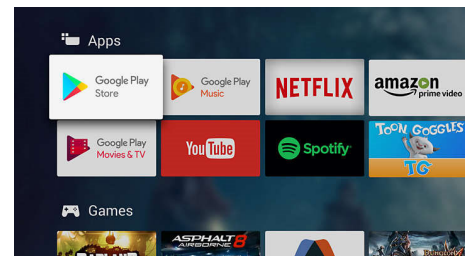 Apps
Google Play
Store
Google Play
Music
NETFLIX
amazon
prime video
Google Play
Movies & TV
YouTube
Spotify
TOON GOGGLES
TG
Games
BADLAND
ASPHALT 8
AIRBORNE